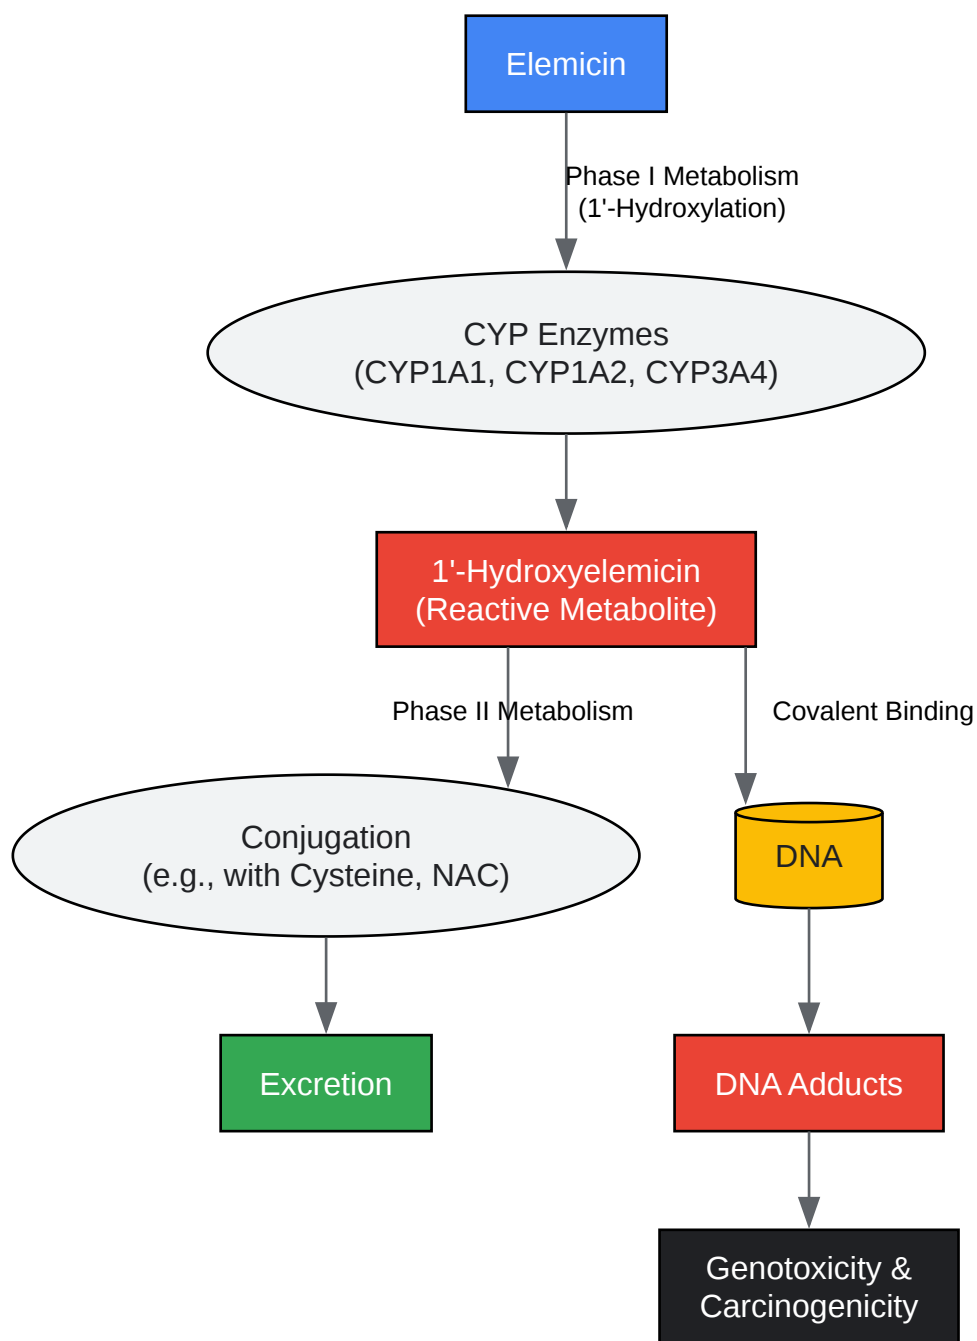 Elemicin
Phase I Metabolism
(1'-Hydroxylation)
CYP Enzymes
(CYP1A1, CYP1A2, CYP3A4)
1'-Hydroxyelemicin
(Reactive Metabolite)
Phase II Metabolism
Covalent Binding
Conjugation
(e.g., with Cysteine, NAC)
DNA
Excretion
DNA Adducts
Genotoxicity &
Carcinogenicity